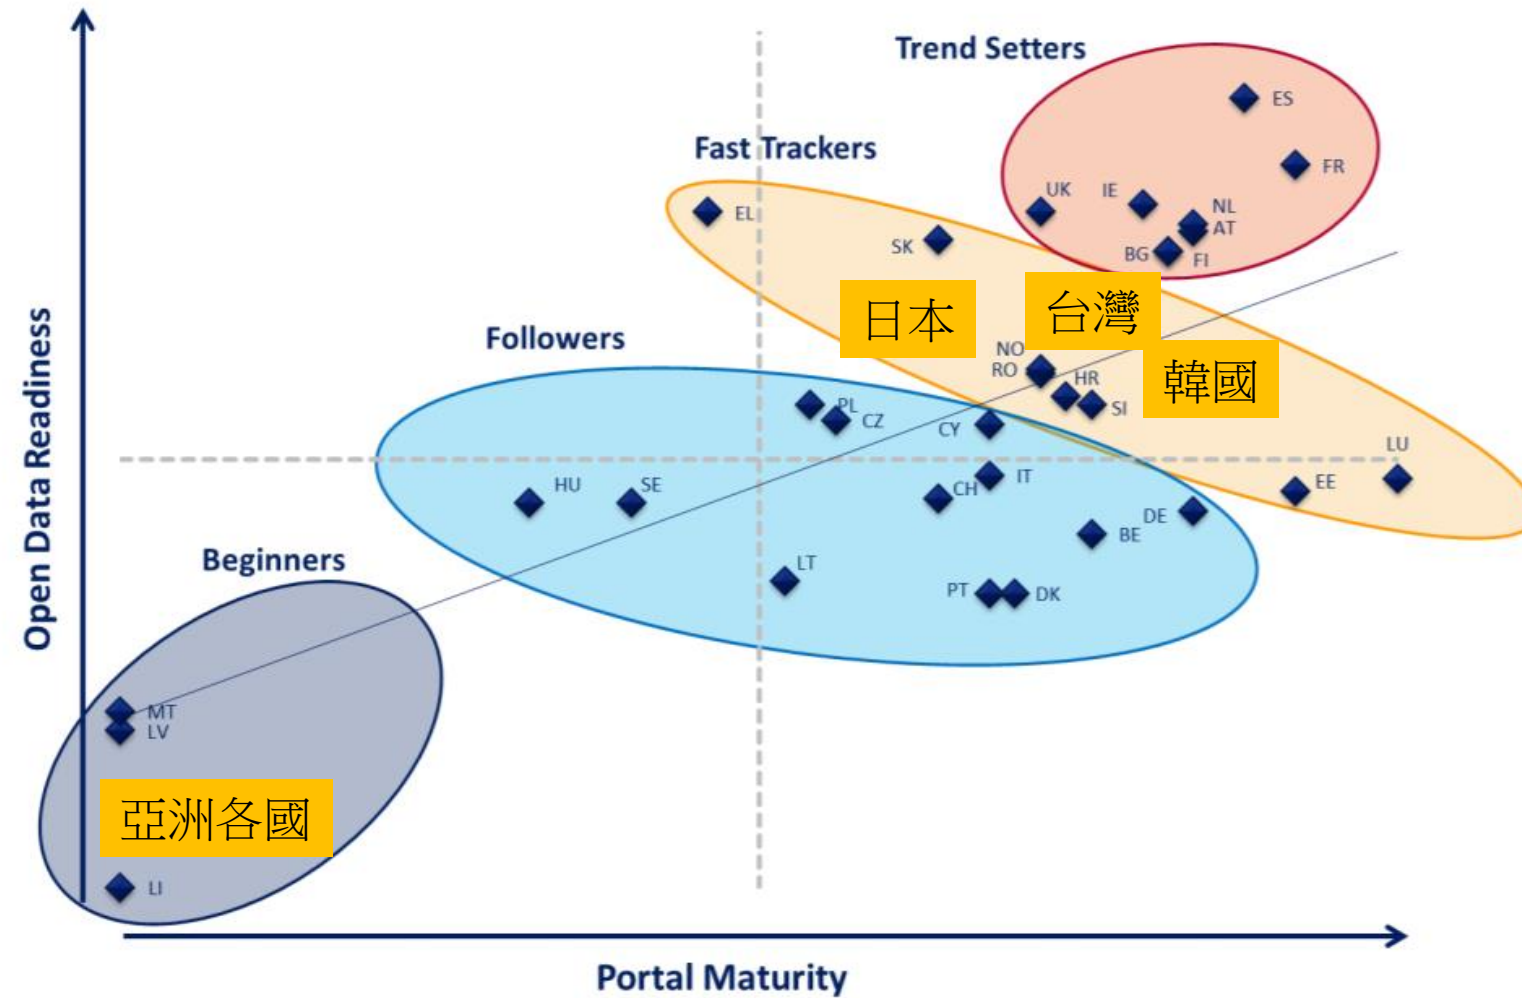 Trend Setters
ES
Fast Trackers
FR
UK
IE
NL
EL
AT
SK
BG
FI
日本
台灣
Followers
NO
RO
韓國
HR
PL
SI
CZ
CY
LU
HU
SE
CH
IT
EE
DE
BE
Beginners
LT
PT
DK
MT
LV
亞洲各國
LI
Open Data Readiness
Portal Maturity